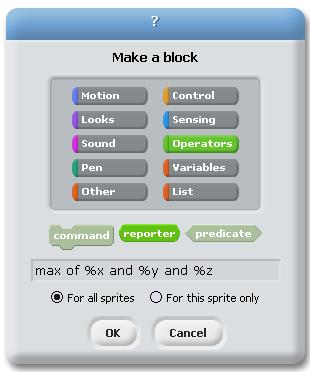 ?
Make a block
Motion Control
Looks Sensing
Sound Operators
Pen Variables
Other List
command reporter predicate
max of %x and %y and %z
For all sprites For this sprite only
OK Cancel